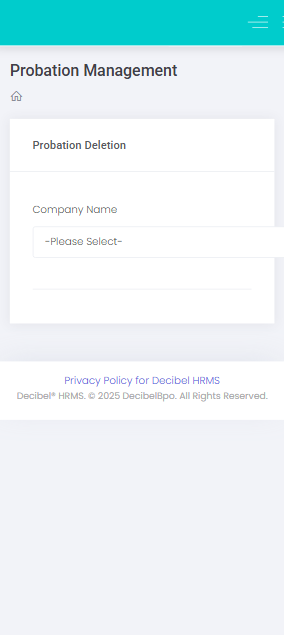 Probation Management
Probation Deletion
Company Name
-Please Select-
Privacy Policy for Decibel HRMS
Decibel® HRMS. © 2025 DecibelBpo. All Rights Reserved.